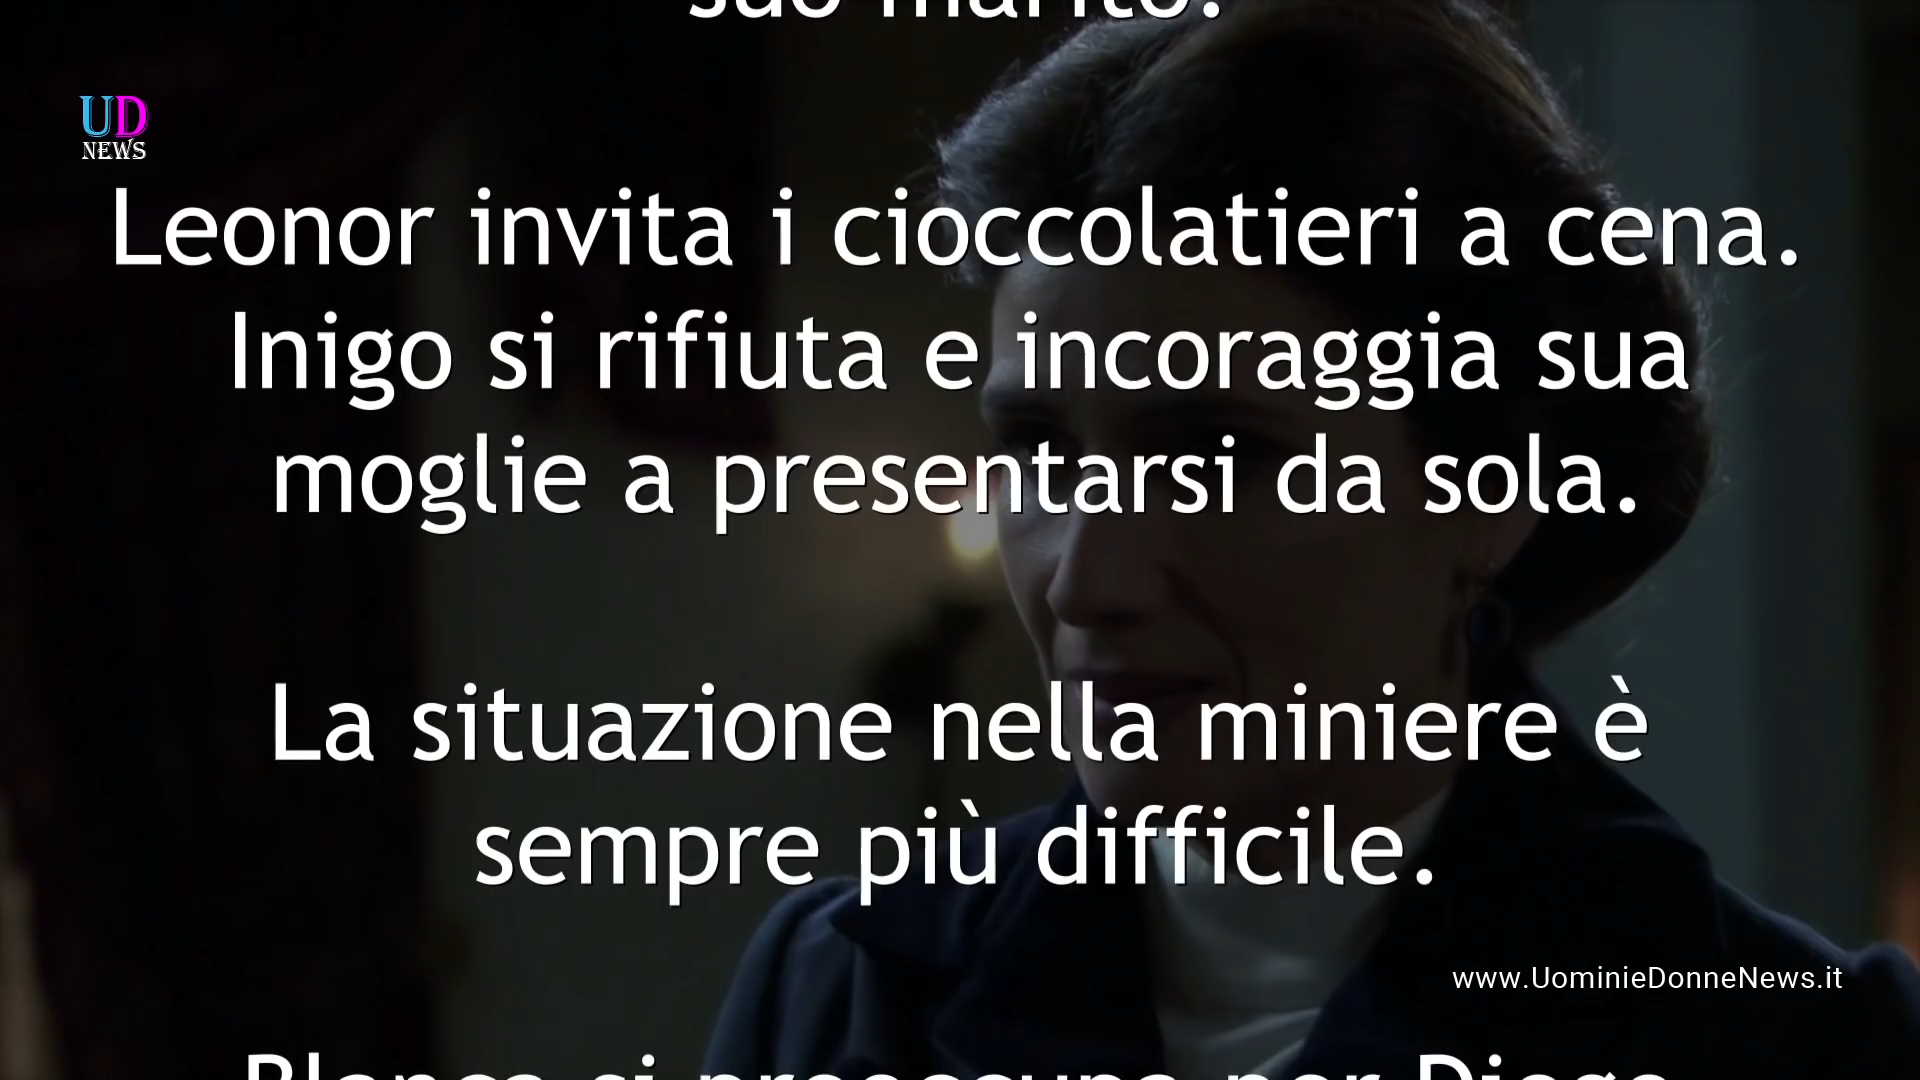 suo marito.
UD
NEWS
Leonor invita i cioccolatieri a cena.
Inigo si rifiuta e incoraggia sua
moglie a presentarsi da sola.
La situazione nella miniere è
sempre più difficile.
www.UominieDonneNews.it
Blanca si preoccupa per Diego